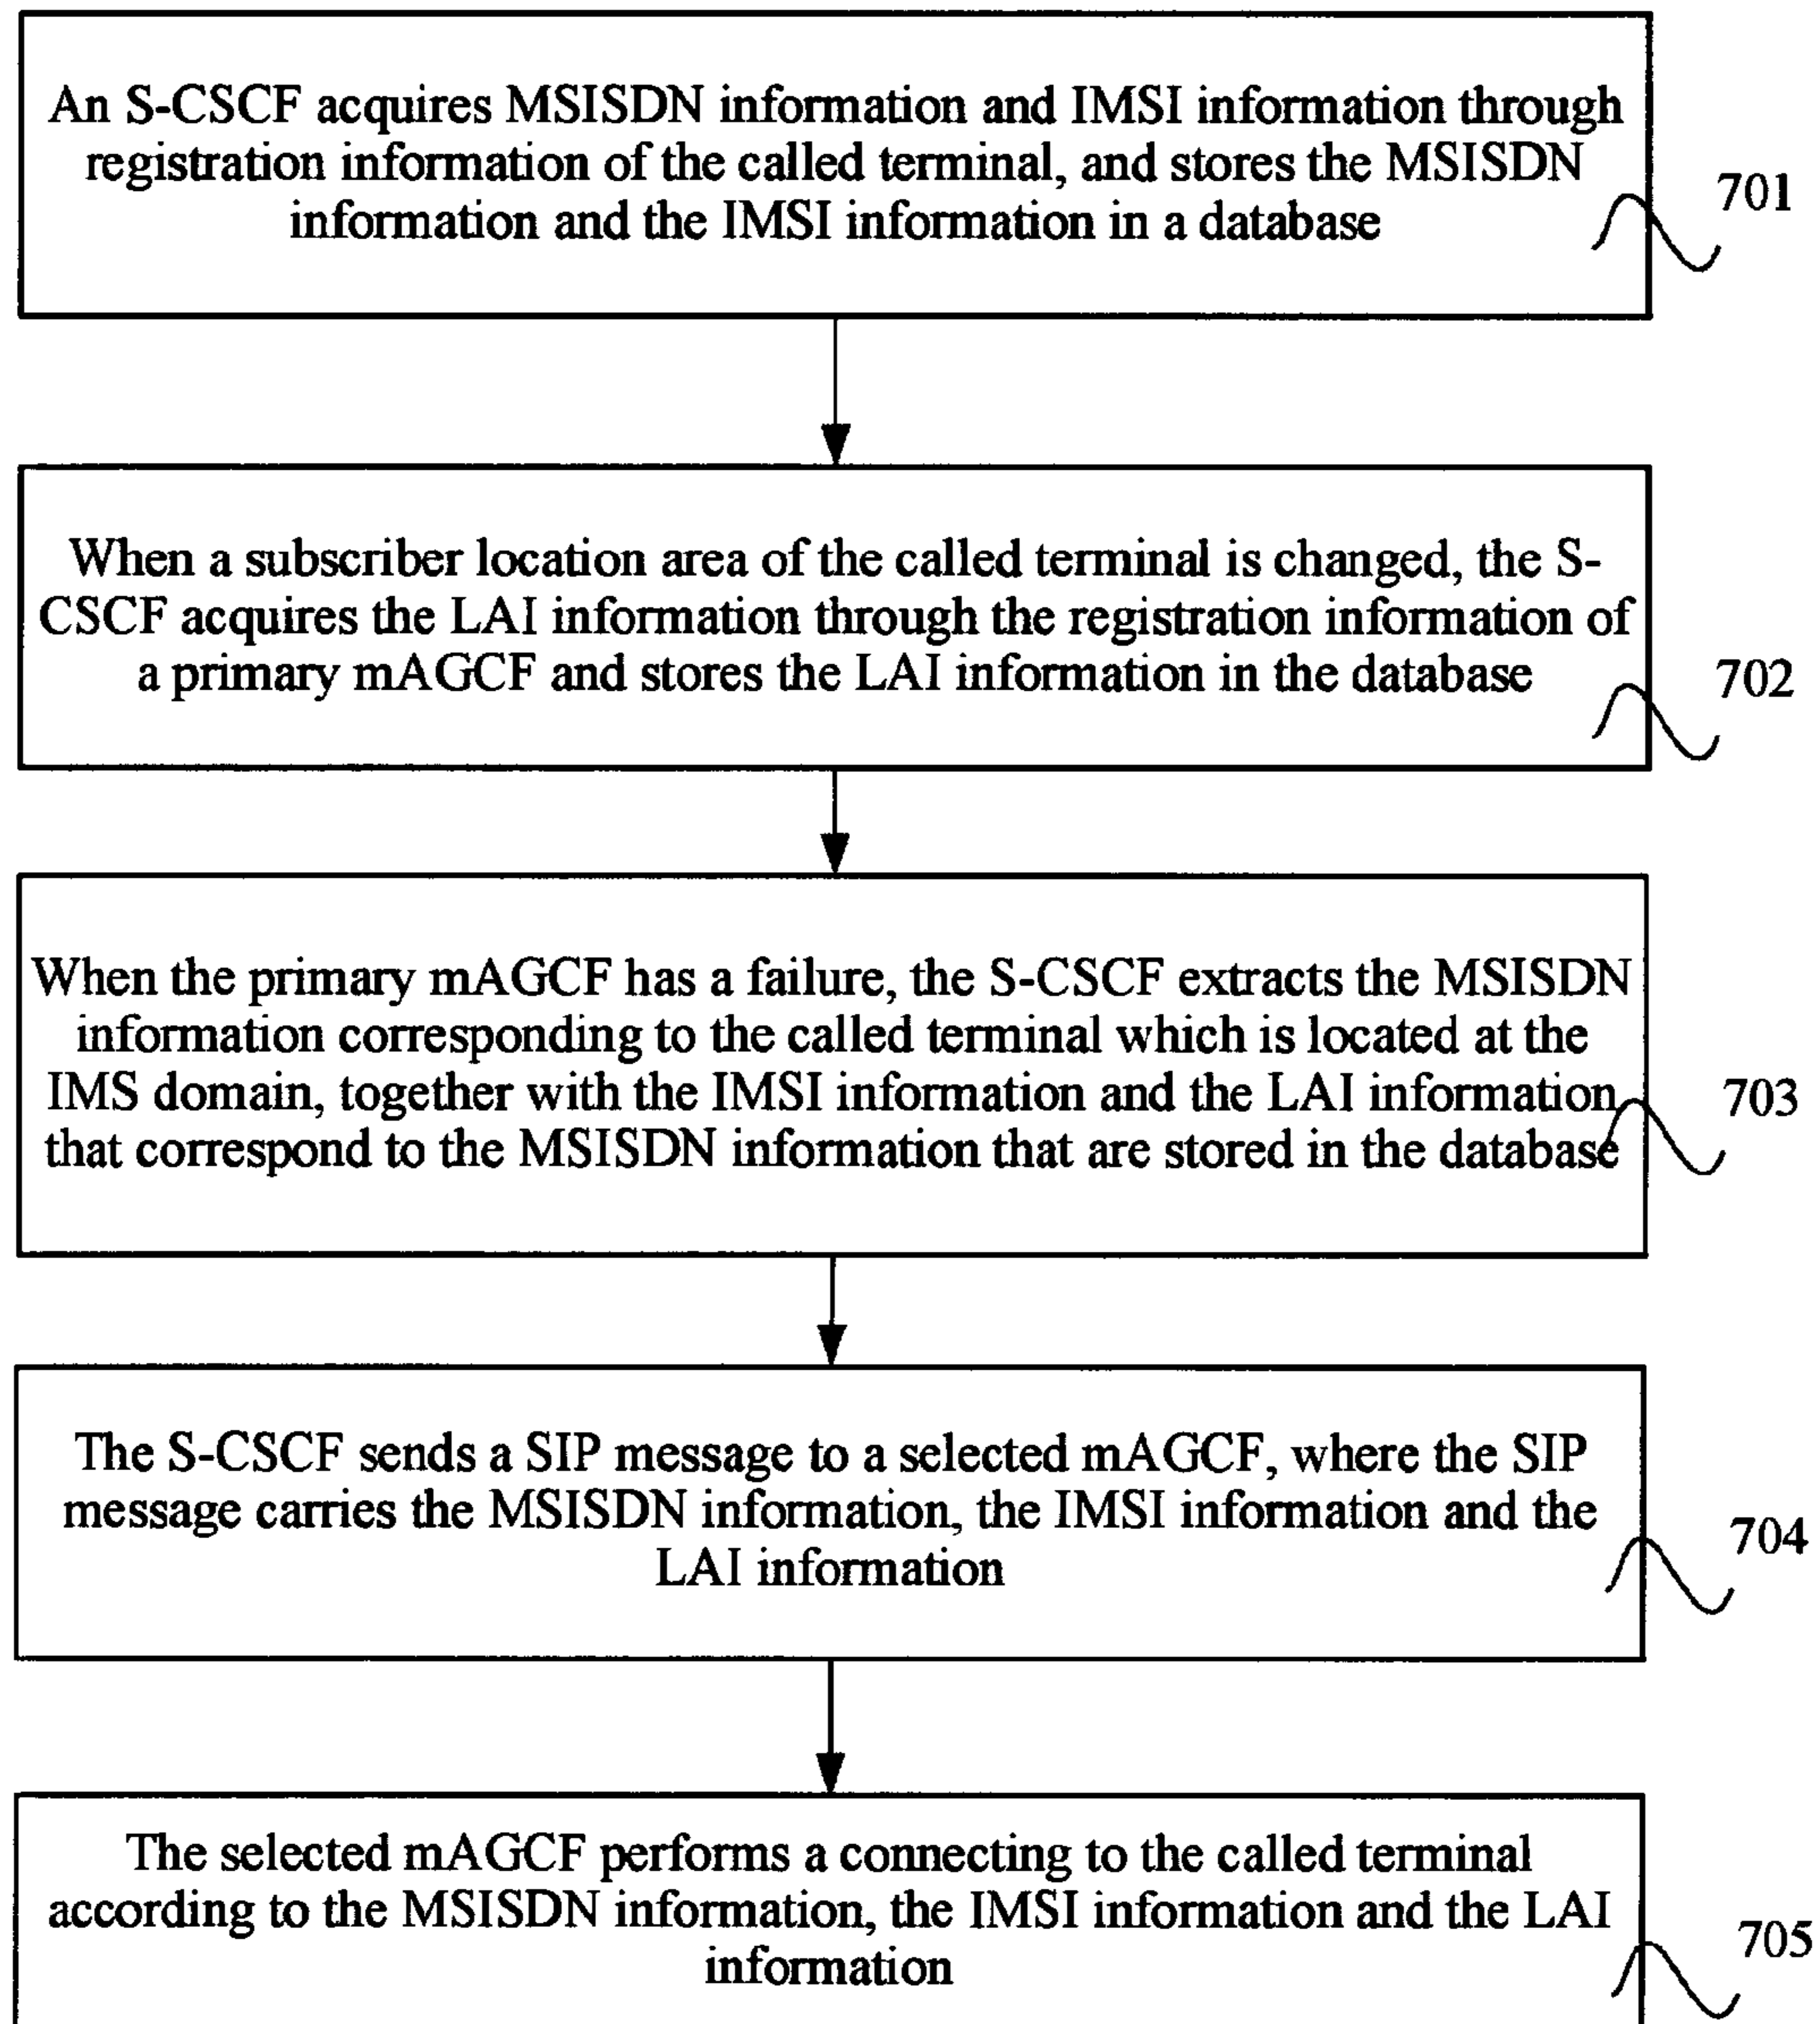 An S-CSCF acquires MSISDN information and IMSI information through
registration information of the called terminal, and stores the MSISDN
information and the IMSI information in a database
701
When a subscriber location area of the called terminal is changed, the S-
CSCF acquires the LAI information through the registration information of
a primary mAGCF and stores the LAI information in the database
702
When the primary mAGCF has a failure, the S-CSCF extracts the MSISDN
information corresponding to the called terminal which is located at the
IMS domain, together with the IMSI information and the LAI information
that correspond to the MSISDN information that are stored in the database
703
The S-CSCF sends a SIP message to a selected mAGCF, where the SIP
message carries the MSISDN information, the IMSI information and the
LAI information
704
The selected mAGCF performs a connecting to the called terminal
according to the MSISDN information, the IMSI information and the LAI
information
705